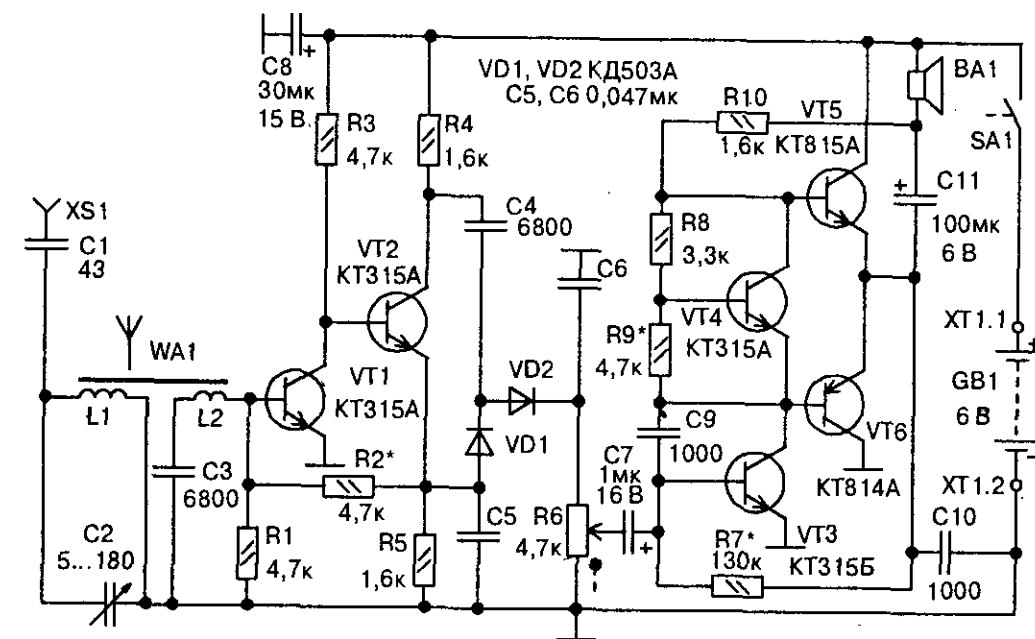 C8
30мк
15 В
VD1, VD2 КД503А
C5, C6 0,047мк
R3
4,7к
R4
1,6к
R10
1,6к
VT5
КТ815А
BA1
SA1
XS1
C1
43
C4
6800
C6
R8
3,3к
C11
100мк
6 В
VT2
КТ315А
WA1
L1
L2
VT1
КТ315А
VD2
VD1
R9*
4,7к
VT4
КТ315А
XT1.1
+
GB1
6 В
–
XT1.2
C3
6800
R2*
4,7к
C7
1мк
16 В
C9
1000
VT6
КТ814А
C2
5...180
R1
4,7к
R5
1,6к
C5
R6
4,7к
R7*
130к
VT3
КТ315Б
C10
1000